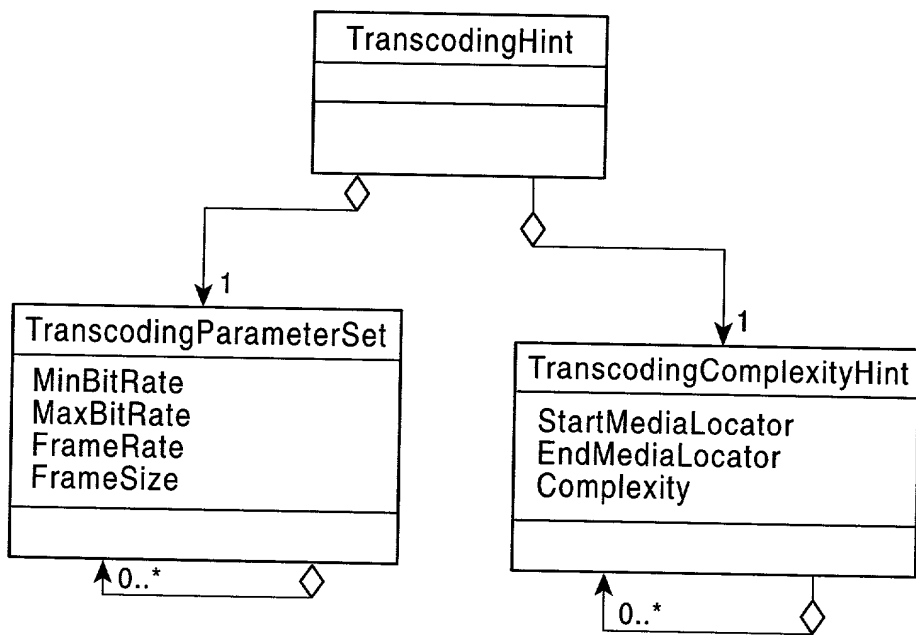 TranscodingHint
1
TranscodingParameterSet
MinBitRate
MaxBitRate
FrameRate
FrameSize
0..*
1
TranscodingComplexityHint
StartMediaLocator
EndMediaLocator
Complexity
0..*